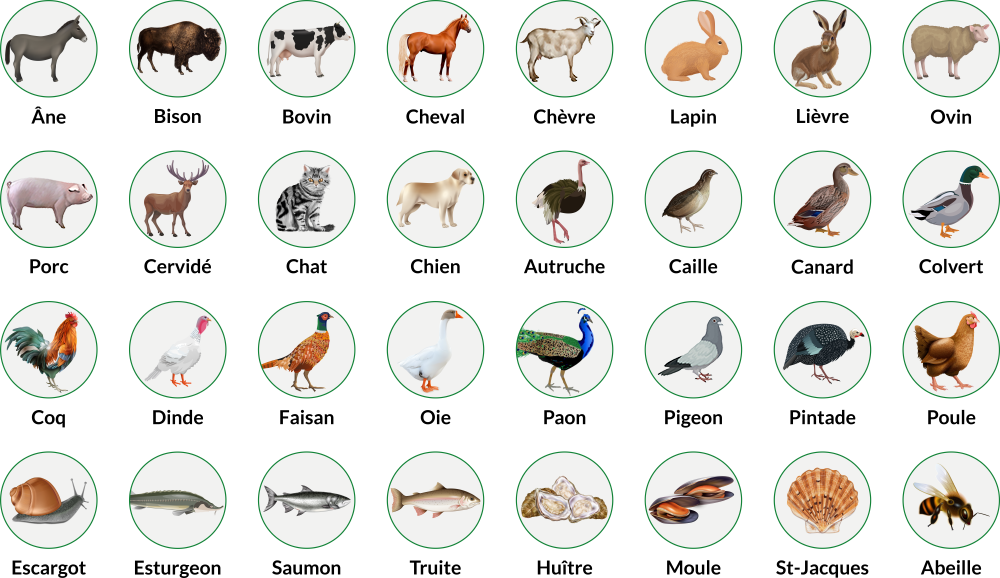 Âne
Bison
Bovin
Cheval
Chèvre
Lapin
Lièvre
Ovin
Porc
Cervidé
Chat
Chien
Autruche
Caille
Canard
Colvert
Coq
Dinde
Faisan
Oie
Paon
Pigeon
Pintade
Poule
Escargot
Esturgeon
Saumon
Truite
Huître
Moule
St-Jacques
Abeille